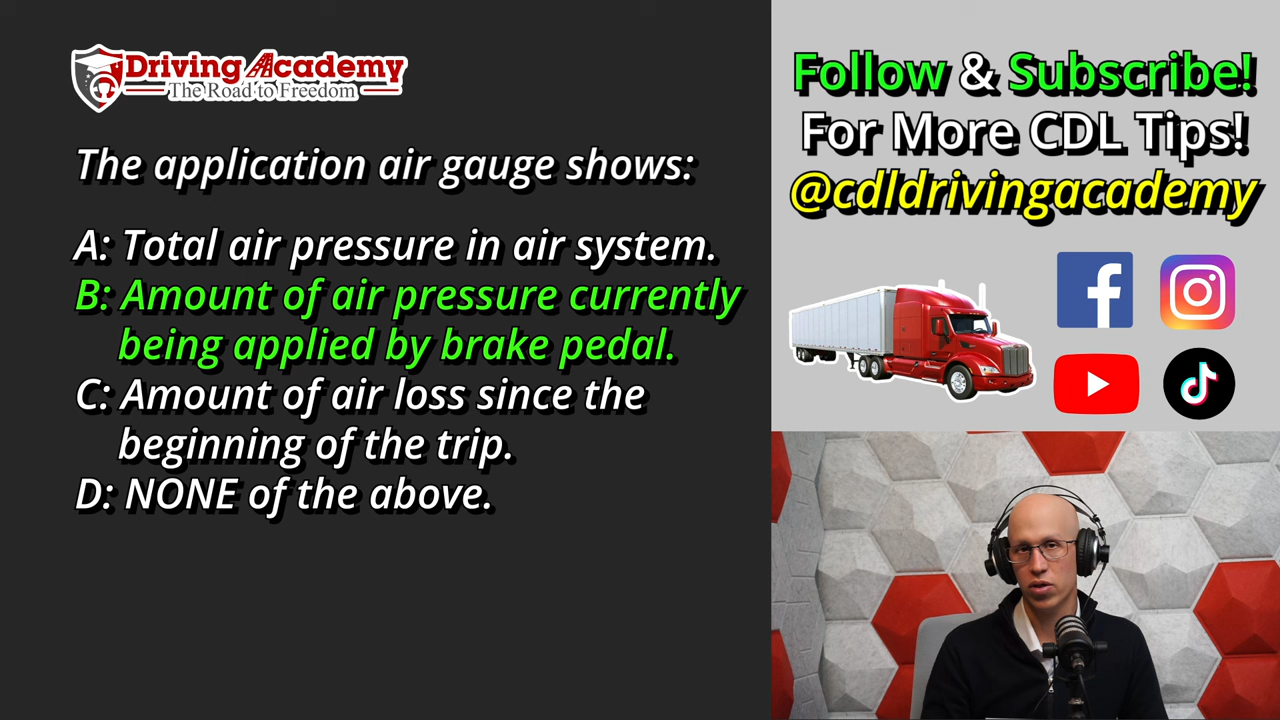 Driving Academy
The Road to Freedom
The application air gauge shows:
A: Total air pressure in air system.
B: Amount of air pressure currently
being applied by brake pedal.
C: Amount of air loss since the
beginning of the trip.
D: NONE of the above.
Follow & Subscribe!
For More CDL Tips!
@cdldrivingacademy